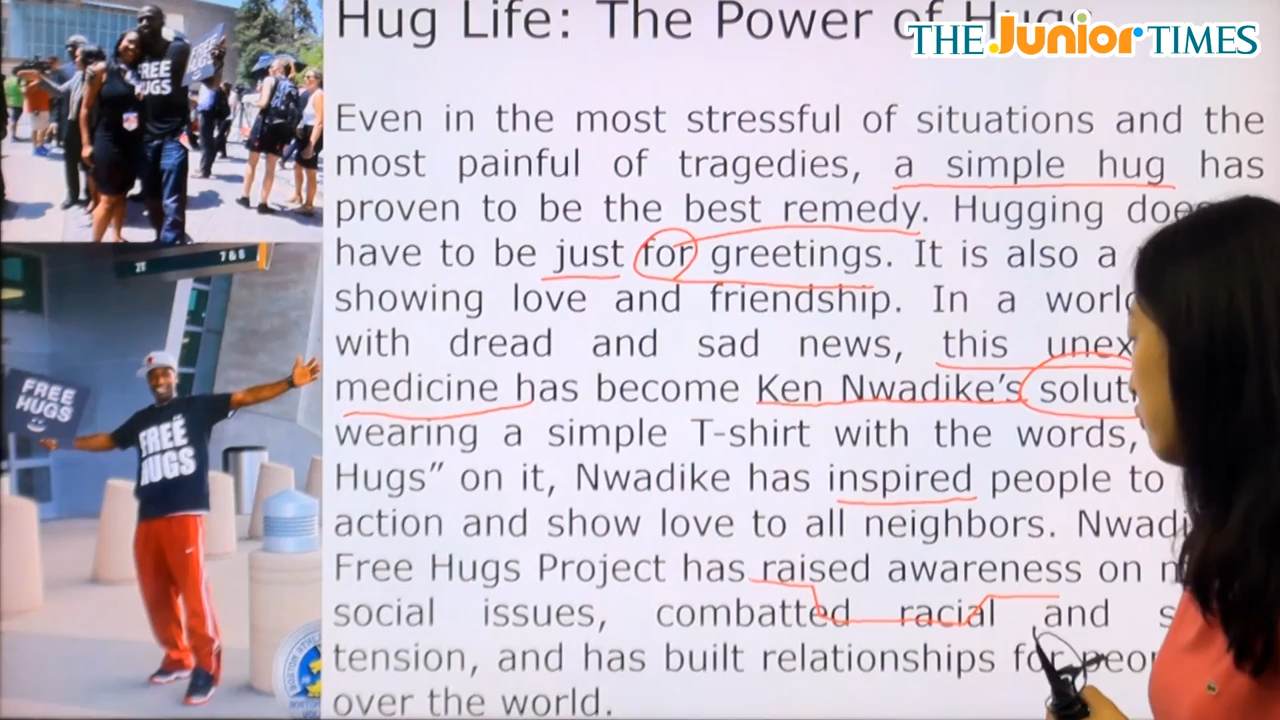 Hug Life: The Power of Hugs
THE Junior TIMES
Even in the most stressful of situations and the
most painful of tragedies, a simple hug has
proven to be the best remedy. Hugging
have to be just for greetings. It is also a
showing love and friendship. In a
with dread and sad news, this
medicine has become Ken Nwadike's
wearing a simple T-shirt with the words,
Hugs” on it, Nwadike has inspired people to
action and show love to all neighbors.
Free Hugs Project has raised awareness on
social issues, combatted racial and
tension, and has built relationships for
over the world.
FREE
HUGS
FREE
HUGS
7 & 8
FREE
HUGS
FREE
HUGS